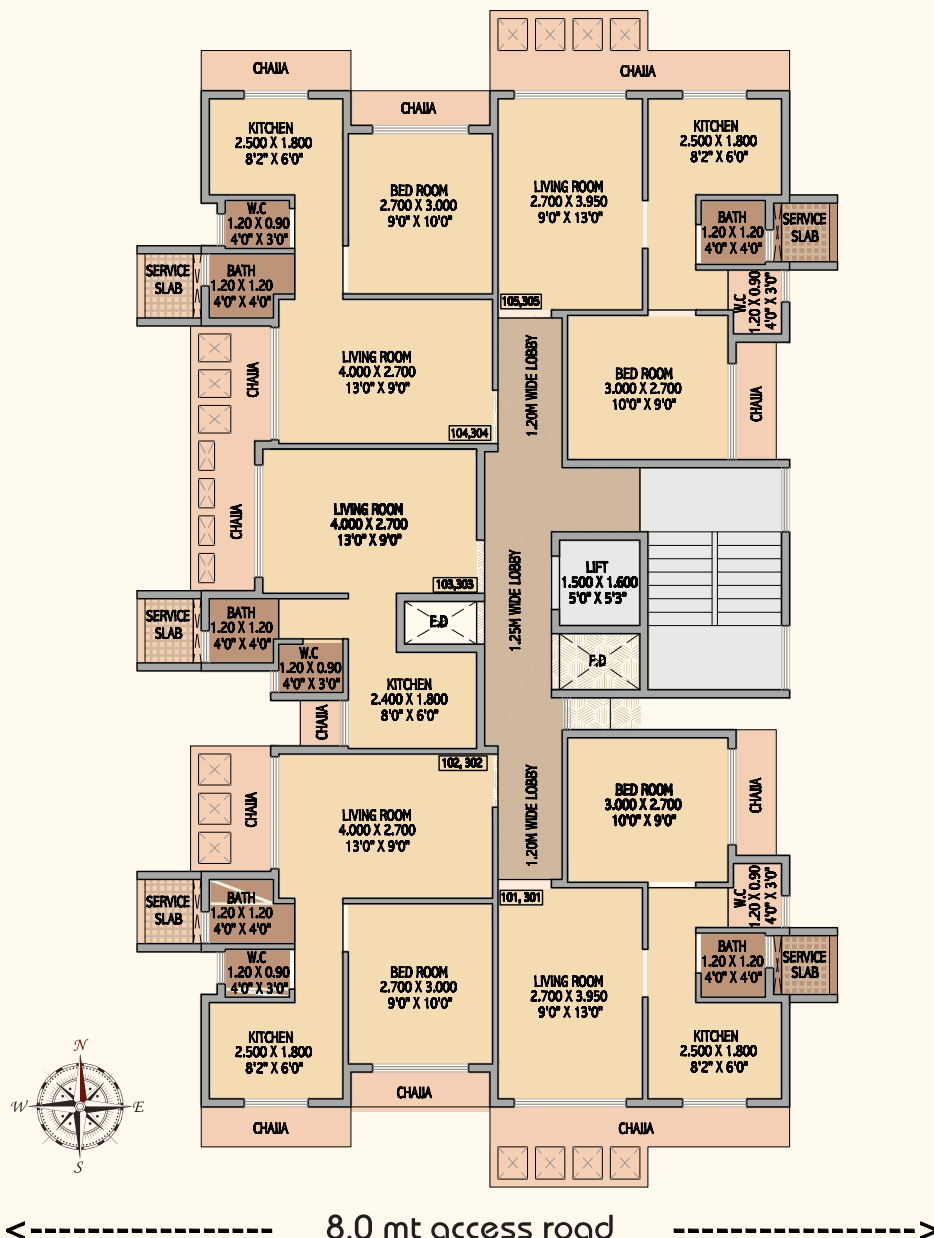 CHAJJA
CHAJJA
CHAJJA
KITCHEN
2.500 X 1.800
8'2" X 6'0"
BED ROOM
2.700 X 3.000
9'0" X 10'0"
LIVING ROOM
2.700 X 3.950
9'0" X 13'0"
KITCHEN
2.500 X 1.800
8'2" X 6'0"
W.C
1.20 X 0.90
4'0" X 3'0"
BATH
1.20 X 1.20
4'0" X 4'0"
SERVICE
SLAB
SERVICE
SLAB
BATH
1.20 X 1.20
4'0" X 4'0"
W.C
1.20 X 0.90
4'0" X 3'0"
105,305
LIVING ROOM
4.000 X 2.700
13'0" X 9'0"
104,304
CHAJJA
1.20M WIDE LOBBY
BED ROOM
3.000 X 2.700
10'0" X 9'0"
CHAJJA
CHAJJA
LIVING ROOM
4.000 X 2.700
13'0" X 9'0"
103,303
1.25M WIDE LOBBY
LIFT
1.500 X 1.600
5'0" X 5'3"
SERVICE
SLAB
BATH
1.20 X 1.20
4'0" X 4'0"
E.D
F.D
W.C
1.20 X 0.90
4'0" X 3'0"
KITCHEN
2.400 X 1.800
8'0" X 6'0"
CHAJJA
102, 302
CHAJJA
LIVING ROOM
4.000 X 2.700
13'0" X 9'0"
1.20M WIDE LOBBY
BED ROOM
3.000 X 2.700
10'0" X 9'0"
CHAJJA
SERVICE
SLAB
BATH
1.20 X 1.20
4'0" X 4'0"
101, 301
W.C
1.20 X 0.90
4'0" X 3'0"
W.C
1.20 X 0.90
4'0" X 3'0"
BED ROOM
2.700 X 3.000
9'0" X 10'0"
LIVING ROOM
2.700 X 3.950
9'0" X 13'0"
BATH
1.20 X 1.20
4'0" X 4'0"
SERVICE
SLAB
KITCHEN
2.500 X 1.800
8'2" X 6'0"
KITCHEN
2.500 X 1.800
8'2" X 6'0"
CHAJJA
CHAJJA
CHAJJA
N
W
E
S
8.0 mt access road